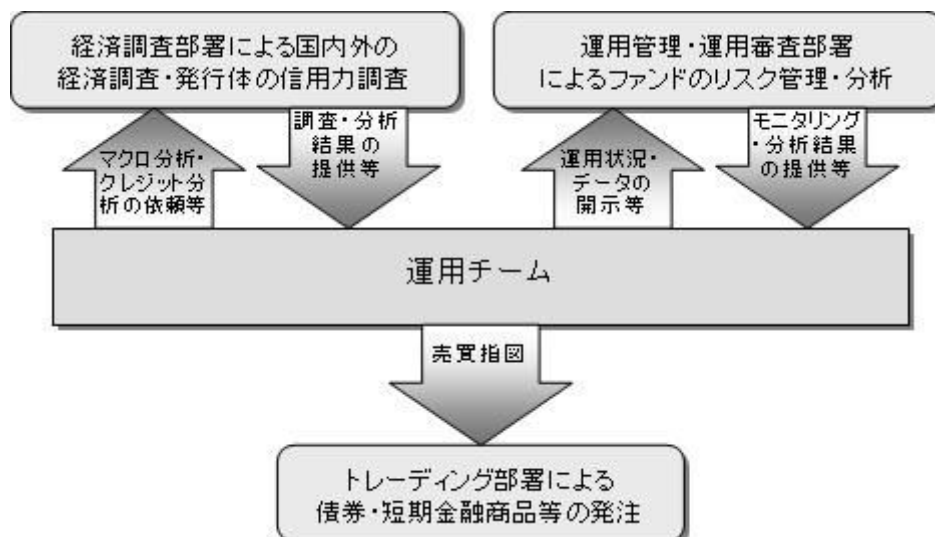 経済調査部署による国内外の
経済調査・発行体の信用力調査
運用管理・運用審査部署
によるファンドのリスク管理・分析
マクロ分析・
クレジット分
析の依頼等
調査・分析
結果の
提供等
運用状況・
データの
開示等
モニタリング
・分析結果
の提供等
運用チーム
売買指図
トレーディング部署による
債券・短期金融商品等の発注